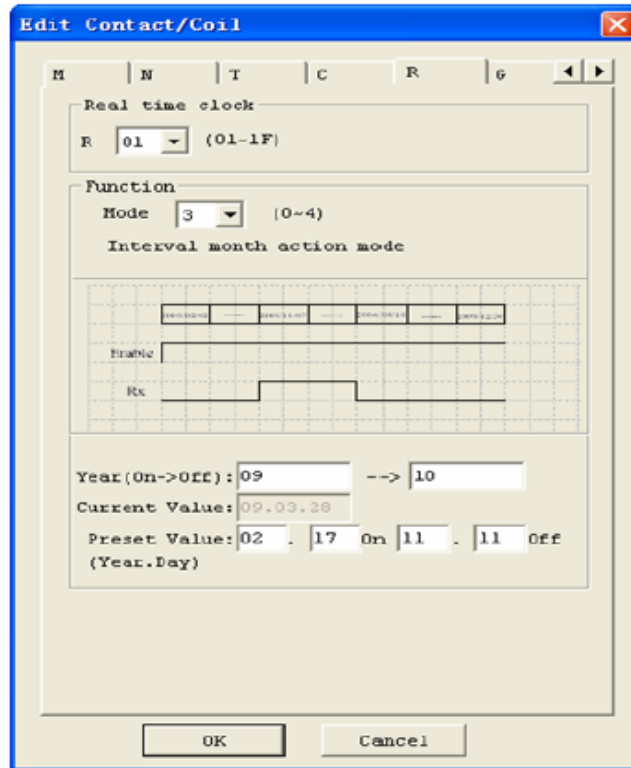 Edit Contact/Coil
M N T C R G
Real time clock
R 01 (01-1F)
Function
Mode 3 (0~4)
Interval month action mode
Enable
Rx
Year(On->Off): 09 --> 10
Current Value: 09.03.28
Preset Value: 02 . 17 On 11 . 11 Off
(Year.Day)
OK Cancel